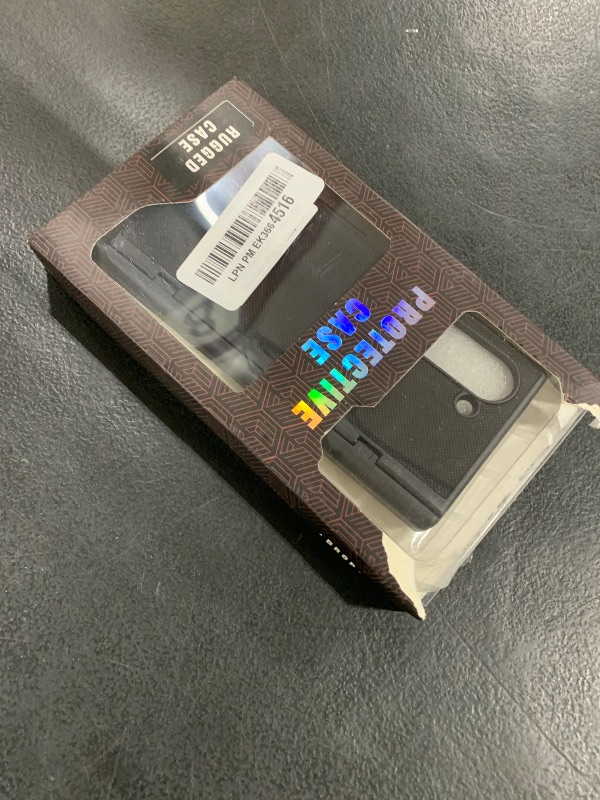 RUGGED
CASE
LPN PM EK3664516
PROTECTIVE
CASE